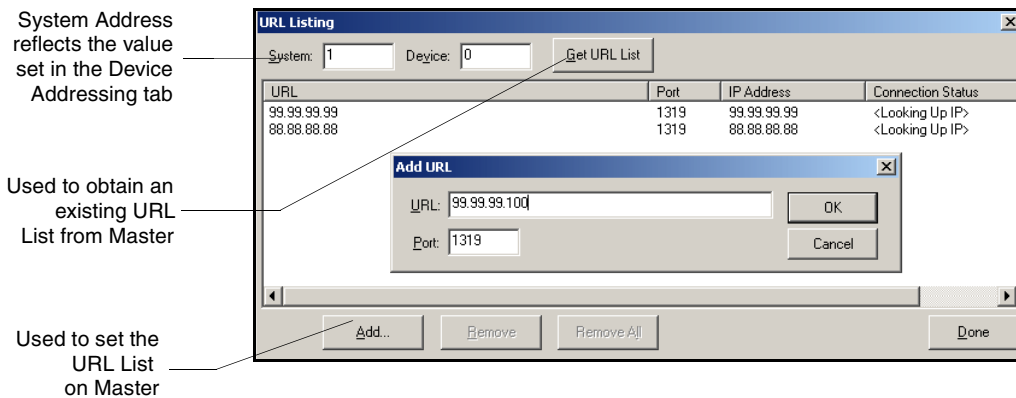 System Address
reflects the value
set in the Device
Addressing tab
URL Listing
System: 1 Device: 0 Get URL List
URL Port IP Address Connection Status
99.99.99.99 1319 99.99.99.99 <Looking Up IP>
88.88.88.88 1319 88.88.88.88 <Looking Up IP>
Add URL
URL: 99.99.99.100 OK
Port: 1319 Cancel
Used to obtain an
existing URL
List from Master
Add... Remove Remove All Done
Used to set the
URL List
on Master